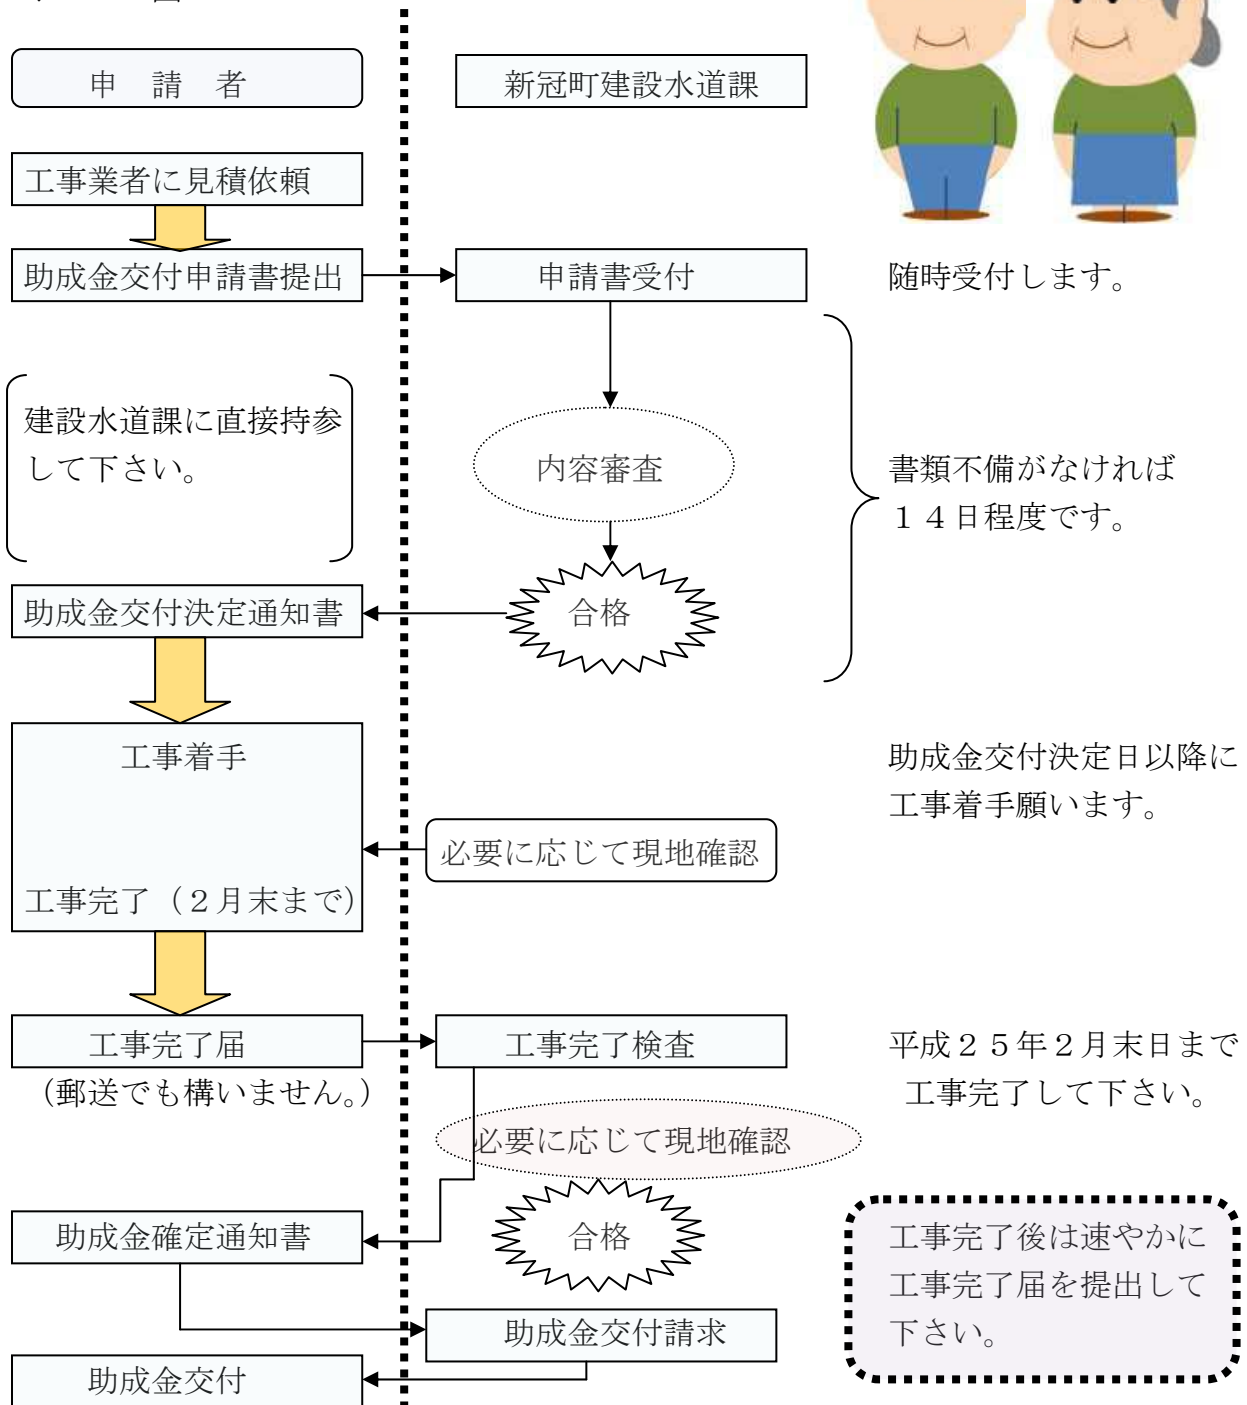 申　請　者
新冠町建設水道課
工事業者に見積依頼
助成金交付申請書提出
申請書受付
随時受付します。
建設水道課に直接持参
して下さい。
内容審査
書類不備がなければ
１４日程度です。
助成金交付決定通知書
合格
工事着手
助成金交付決定日以降に
工事着手願います。
必要に応じて現地確認
工事完了（２月末まで）
工事完了届
工事完了検査
平成２５年２月末日まで
工事完了して下さい。
（郵送でも構いません。）
必要に応じて現地確認
助成金確定通知書
合格
工事完了後は速やかに
工事完了届を提出して
下さい。
助成金交付請求
助成金交付